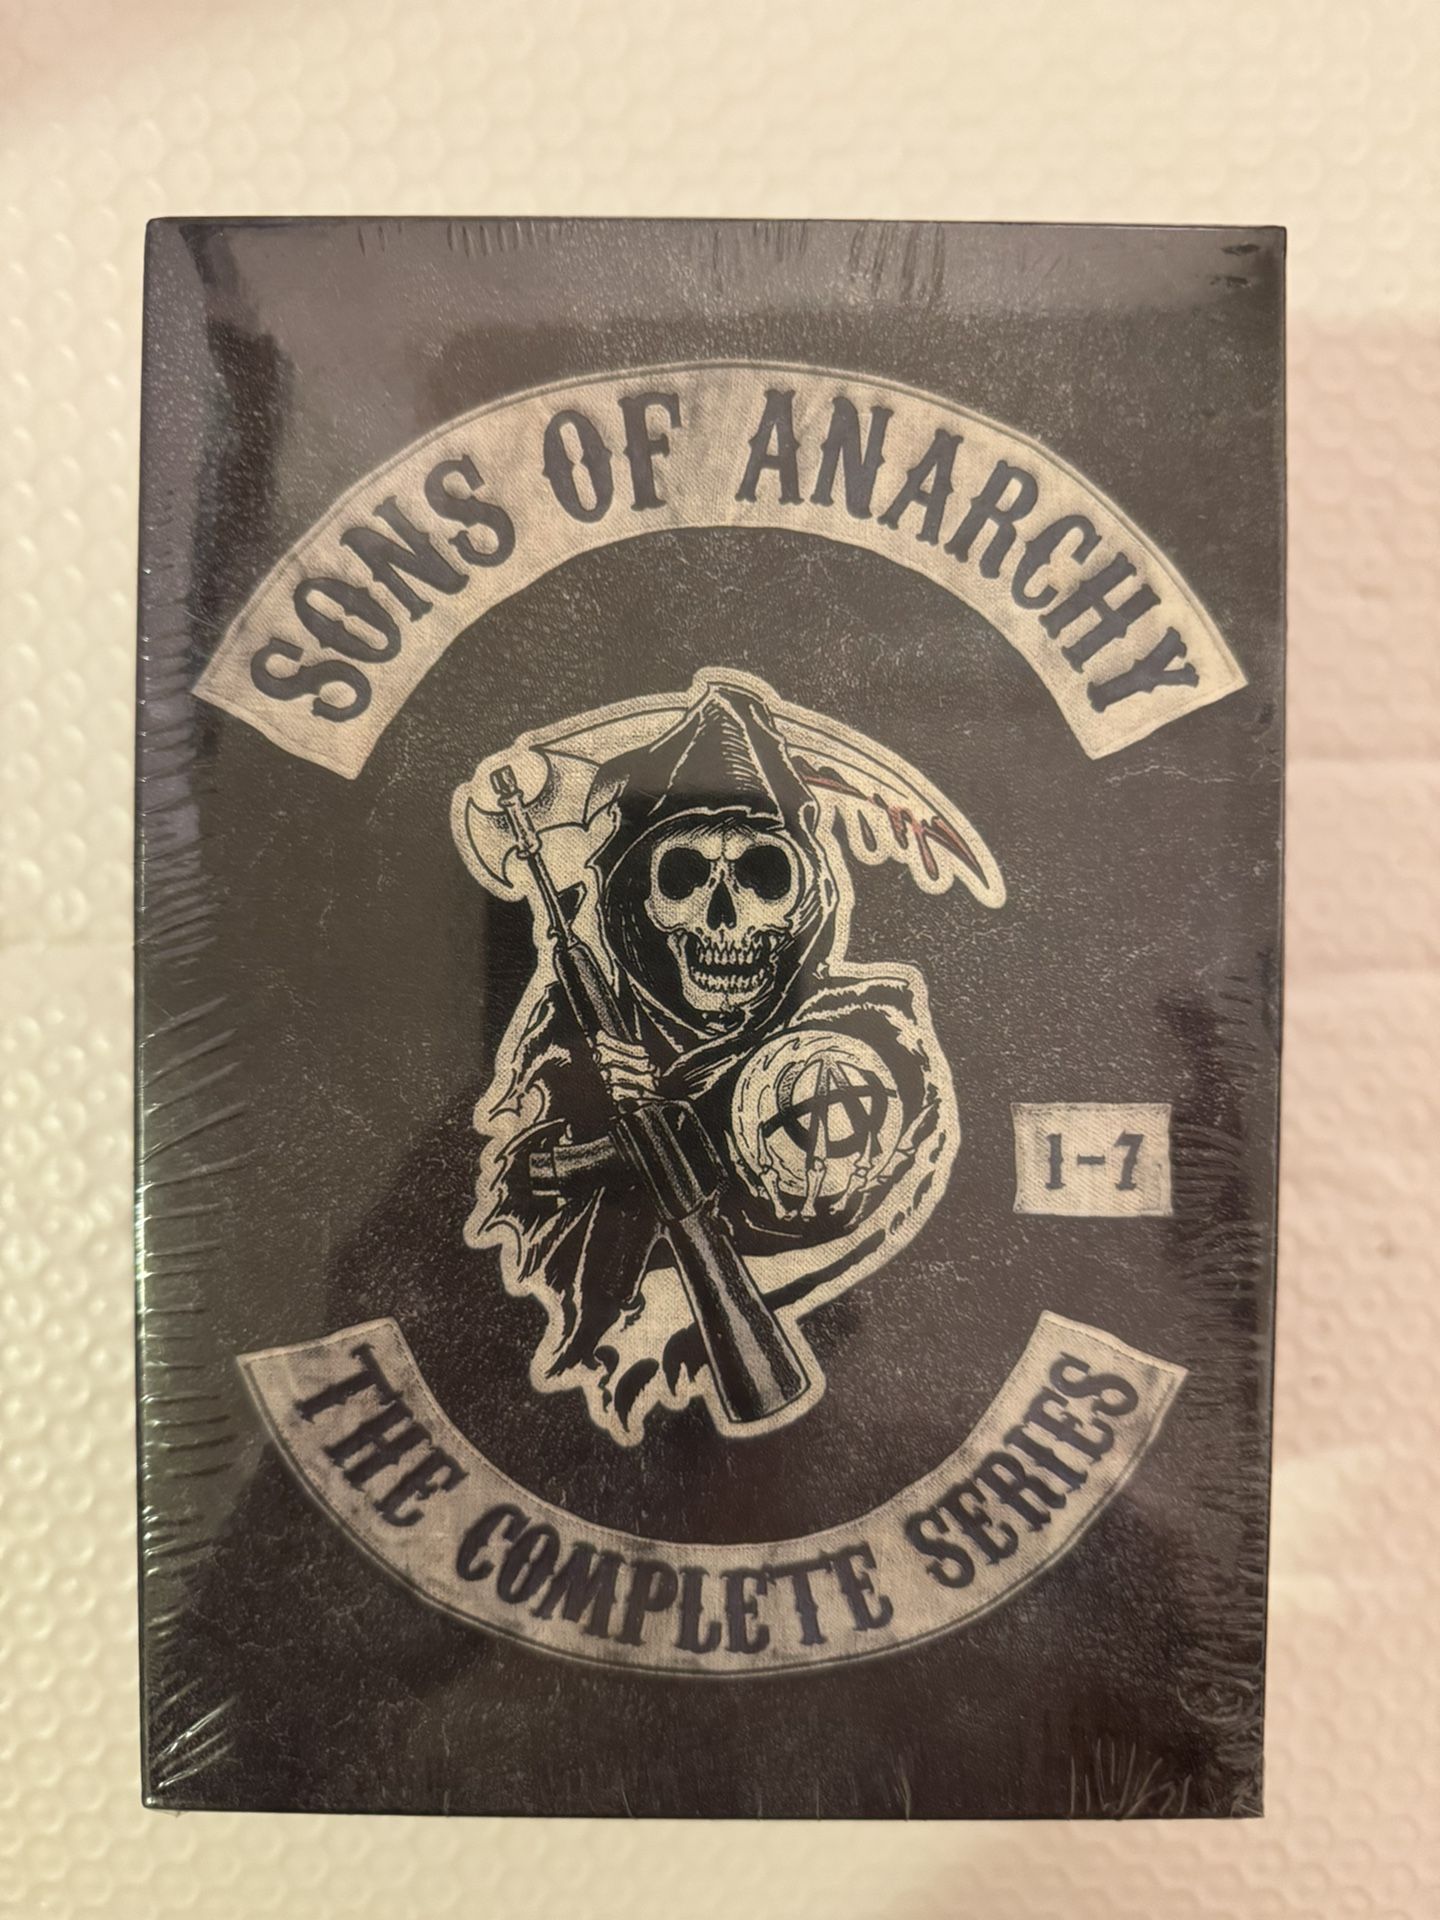 SONS OF ANARCHY
A
1-7
THE COMPLETE SERIES